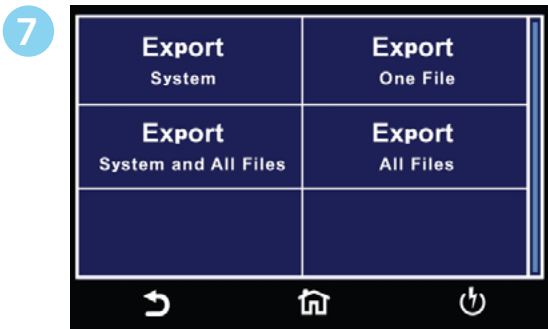 7
Export
System
Export
One File
Export
System and All Files
Export
All Files